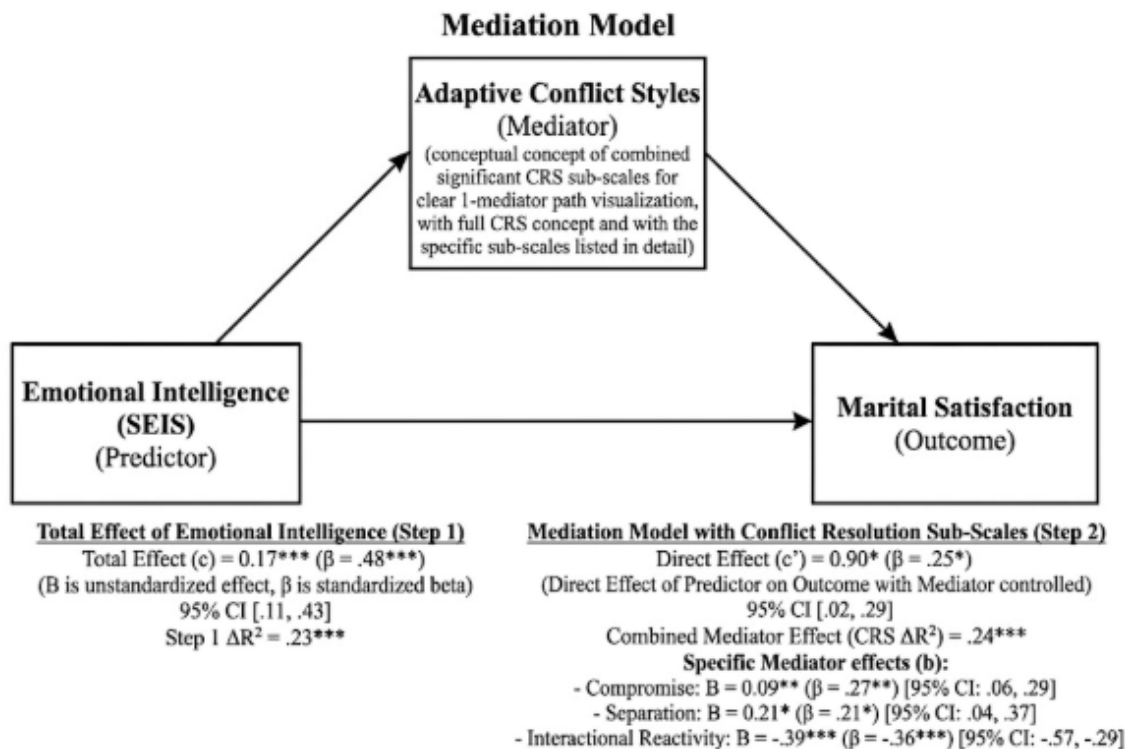 Mediation Model
Adaptive Conflict Styles
(Mediator)
(conceptual concept of combined
significant CRS sub-scales for
clear 1-mediator path visualization,
with full CRS concept and with the
specific sub-scales listed in detail)
Emotional Intelligence
(SEIS)
(Predictor)
Marital Satisfaction
(Outcome)
Total Effect of Emotional Intelligence (Step 1)
Total Effect (c) = 0.17*** (β = .48***)
(B is unstandardized effect, β is standardized beta)
95% CI [.11, .43]
Step 1 ΔR² = .23***
Mediation Model with Conflict Resolution Sub-Scales (Step 2)
Direct Effect (c') = 0.90* (β = .25*)
(Direct Effect of Predictor on Outcome with Mediator controlled)
95% CI [.02, .29]
Combined Mediator Effect (CRS ΔR²) = .24***
Specific Mediator effects (b):
- Compromise: B = 0.09** (β = .27**) [95% CI: .06, .29]
- Separation: B = 0.21* (β = .21*) [95% CI: .04, .37]
- Interactional Reactivity: B = -.39*** (β = -.36***) [95% CI: -.57, -.29]